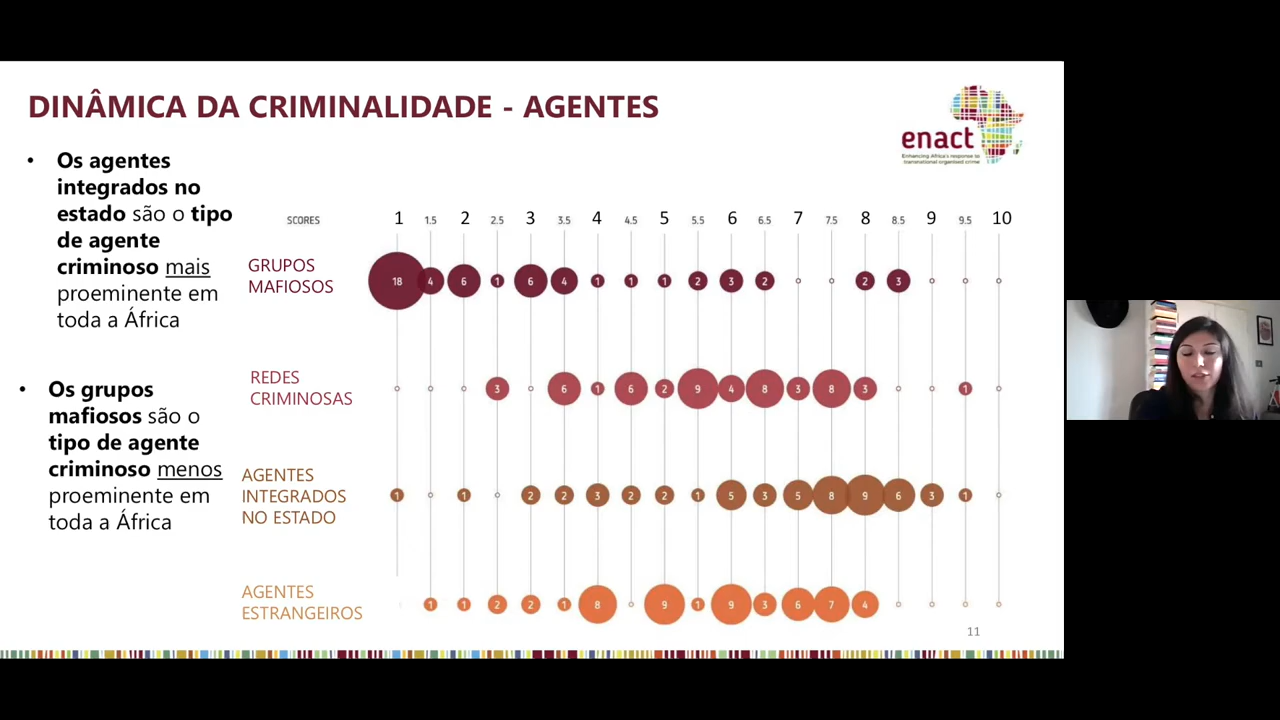 DINÂMICA DA CRIMINALIDADE - AGENTES
enact
Enhancing Africa's response to
transnational organised crime
• Os agentes
integrados no
estado são o tipo
de agente
criminoso mais
proeminente em
toda a África
• Os grupos
mafiosos são o
tipo de agente
criminoso menos
proeminente em
toda a África
SCORES 1 1.5 2 2.5 3 3.5 4 4.5 5 5.5 6 6.5 7 7.5 8 8.5 9 9.5 10
GRUPOS
MAFIOSOS
18 4 6 1 6 4 1 1 1 2 3 2 2 3
REDES
CRIMINOSAS
3 6 1 6 2 9 4 8 3 8 3 1
AGENTES
INTEGRADOS
NO ESTADO
1 1 2 2 3 2 2 1 5 3 5 8 9 6 3 1
AGENTES
ESTRANGEIROS
1 1 2 2 1 8 9 1 9 3 6 7 4
11